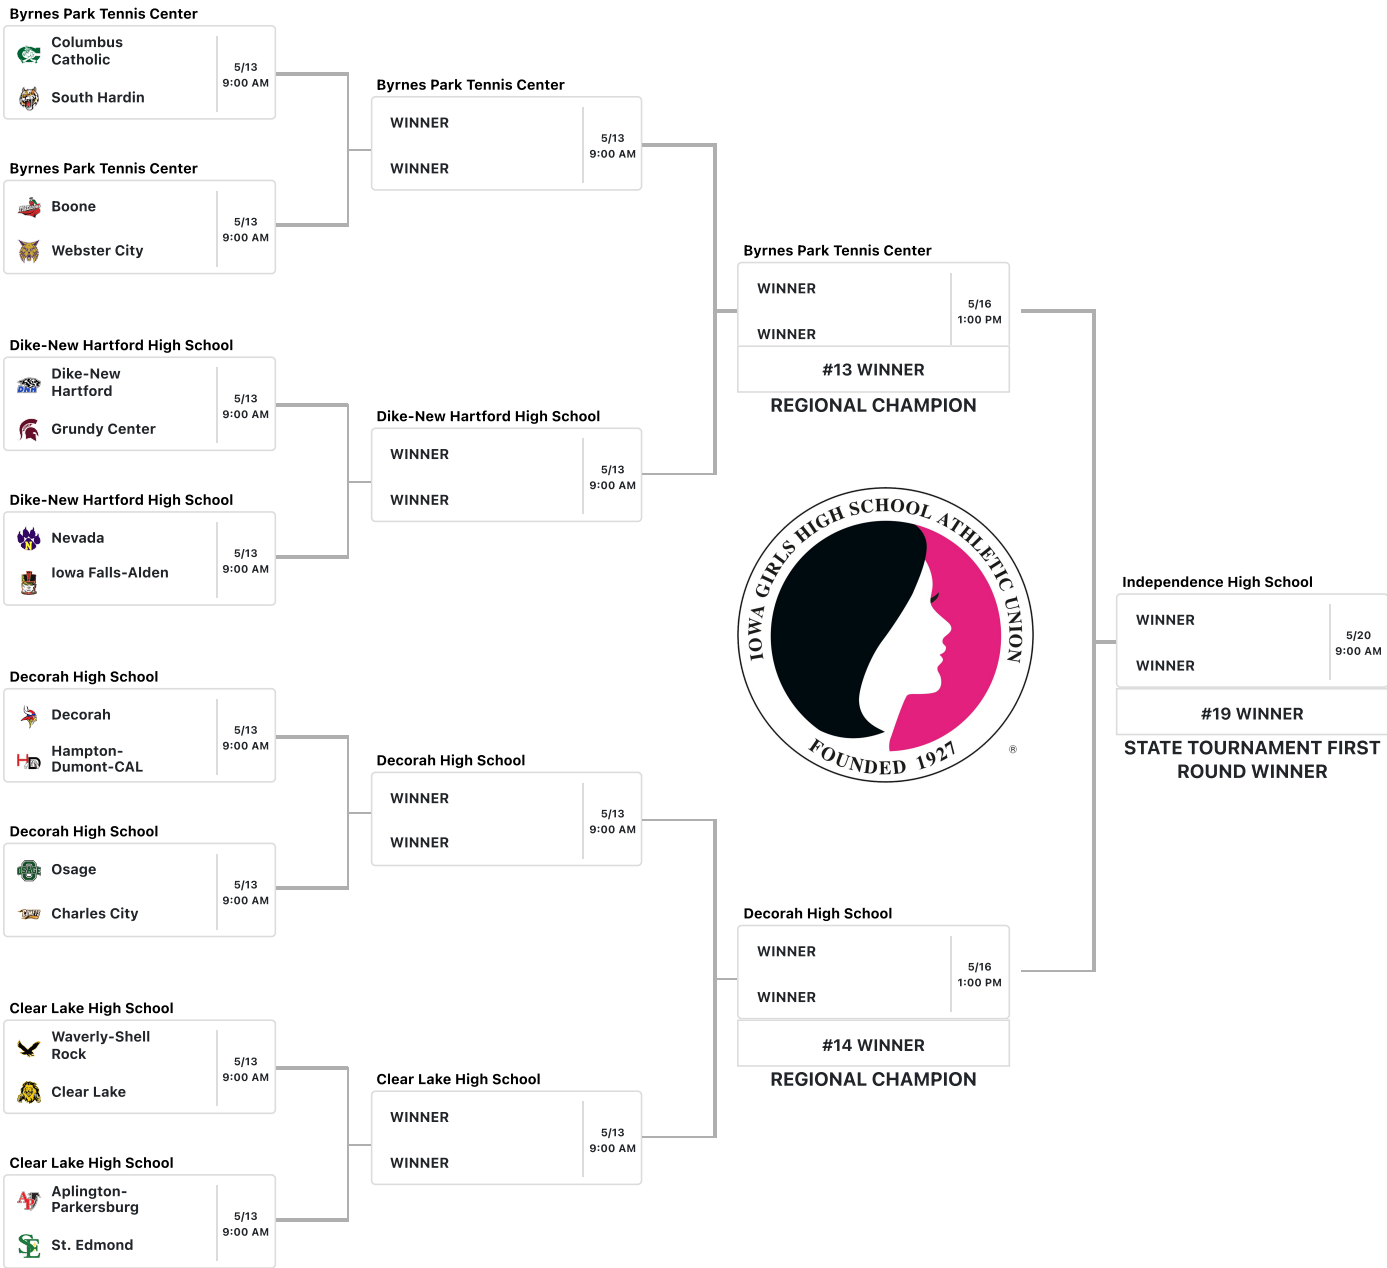 Byrnes Park Tennis Center
Columbus
Catholic
South Hardin
5/13
9:00 AM
Byrnes Park Tennis Center
Boone
Webster City
5/13
9:00 AM
Dike-New Hartford High School
Dike-New
Hartford
Grundy Center
5/13
9:00 AM
Dike-New Hartford High School
Nevada
Iowa Falls-Alden
5/13
9:00 AM
Decorah High School
Decorah
Hampton-
Dumont-CAL
5/13
9:00 AM
Decorah High School
Osage
Charles City
5/13
9:00 AM
Clear Lake High School
Waverly-Shell
Rock
Clear Lake
5/13
9:00 AM
Clear Lake High School
Aplington-
Parkersburg
St. Edmond
5/13
9:00 AM
Byrnes Park Tennis Center
WINNER
WINNER
5/13
9:00 AM
Dike-New Hartford High School
WINNER
WINNER
5/13
9:00 AM
Decorah High School
WINNER
WINNER
5/13
9:00 AM
Clear Lake High School
WINNER
WINNER
5/13
9:00 AM
Byrnes Park Tennis Center
WINNER
WINNER
5/16
1:00 PM
#13 WINNER
REGIONAL CHAMPION
IOWA GIRLS HIGH SCHOOL ATHLETIC UNION
FOUNDED 1927
®
Decorah High School
WINNER
WINNER
5/16
1:00 PM
#14 WINNER
REGIONAL CHAMPION
Independence High School
WINNER
WINNER
5/20
9:00 AM
#19 WINNER
STATE TOURNAMENT FIRST
ROUND WINNER